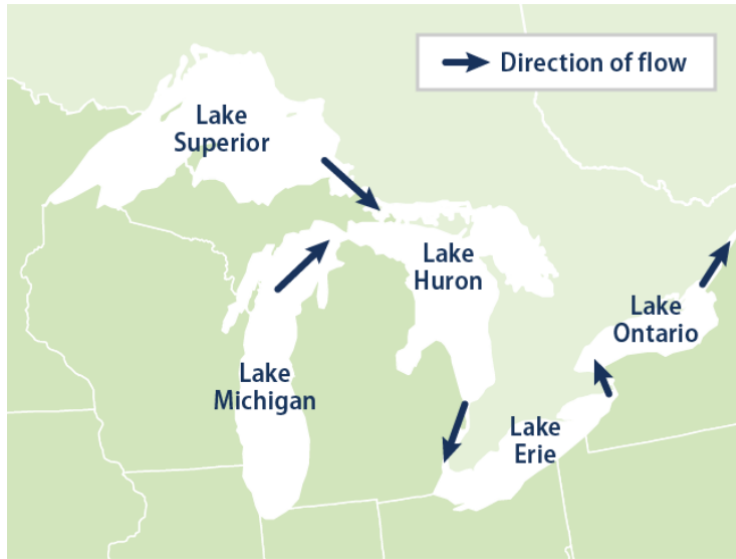 Direction of flow
Lake
Superior
Lake
Huron
Lake
Ontario
Lake
Michigan
Lake
Erie